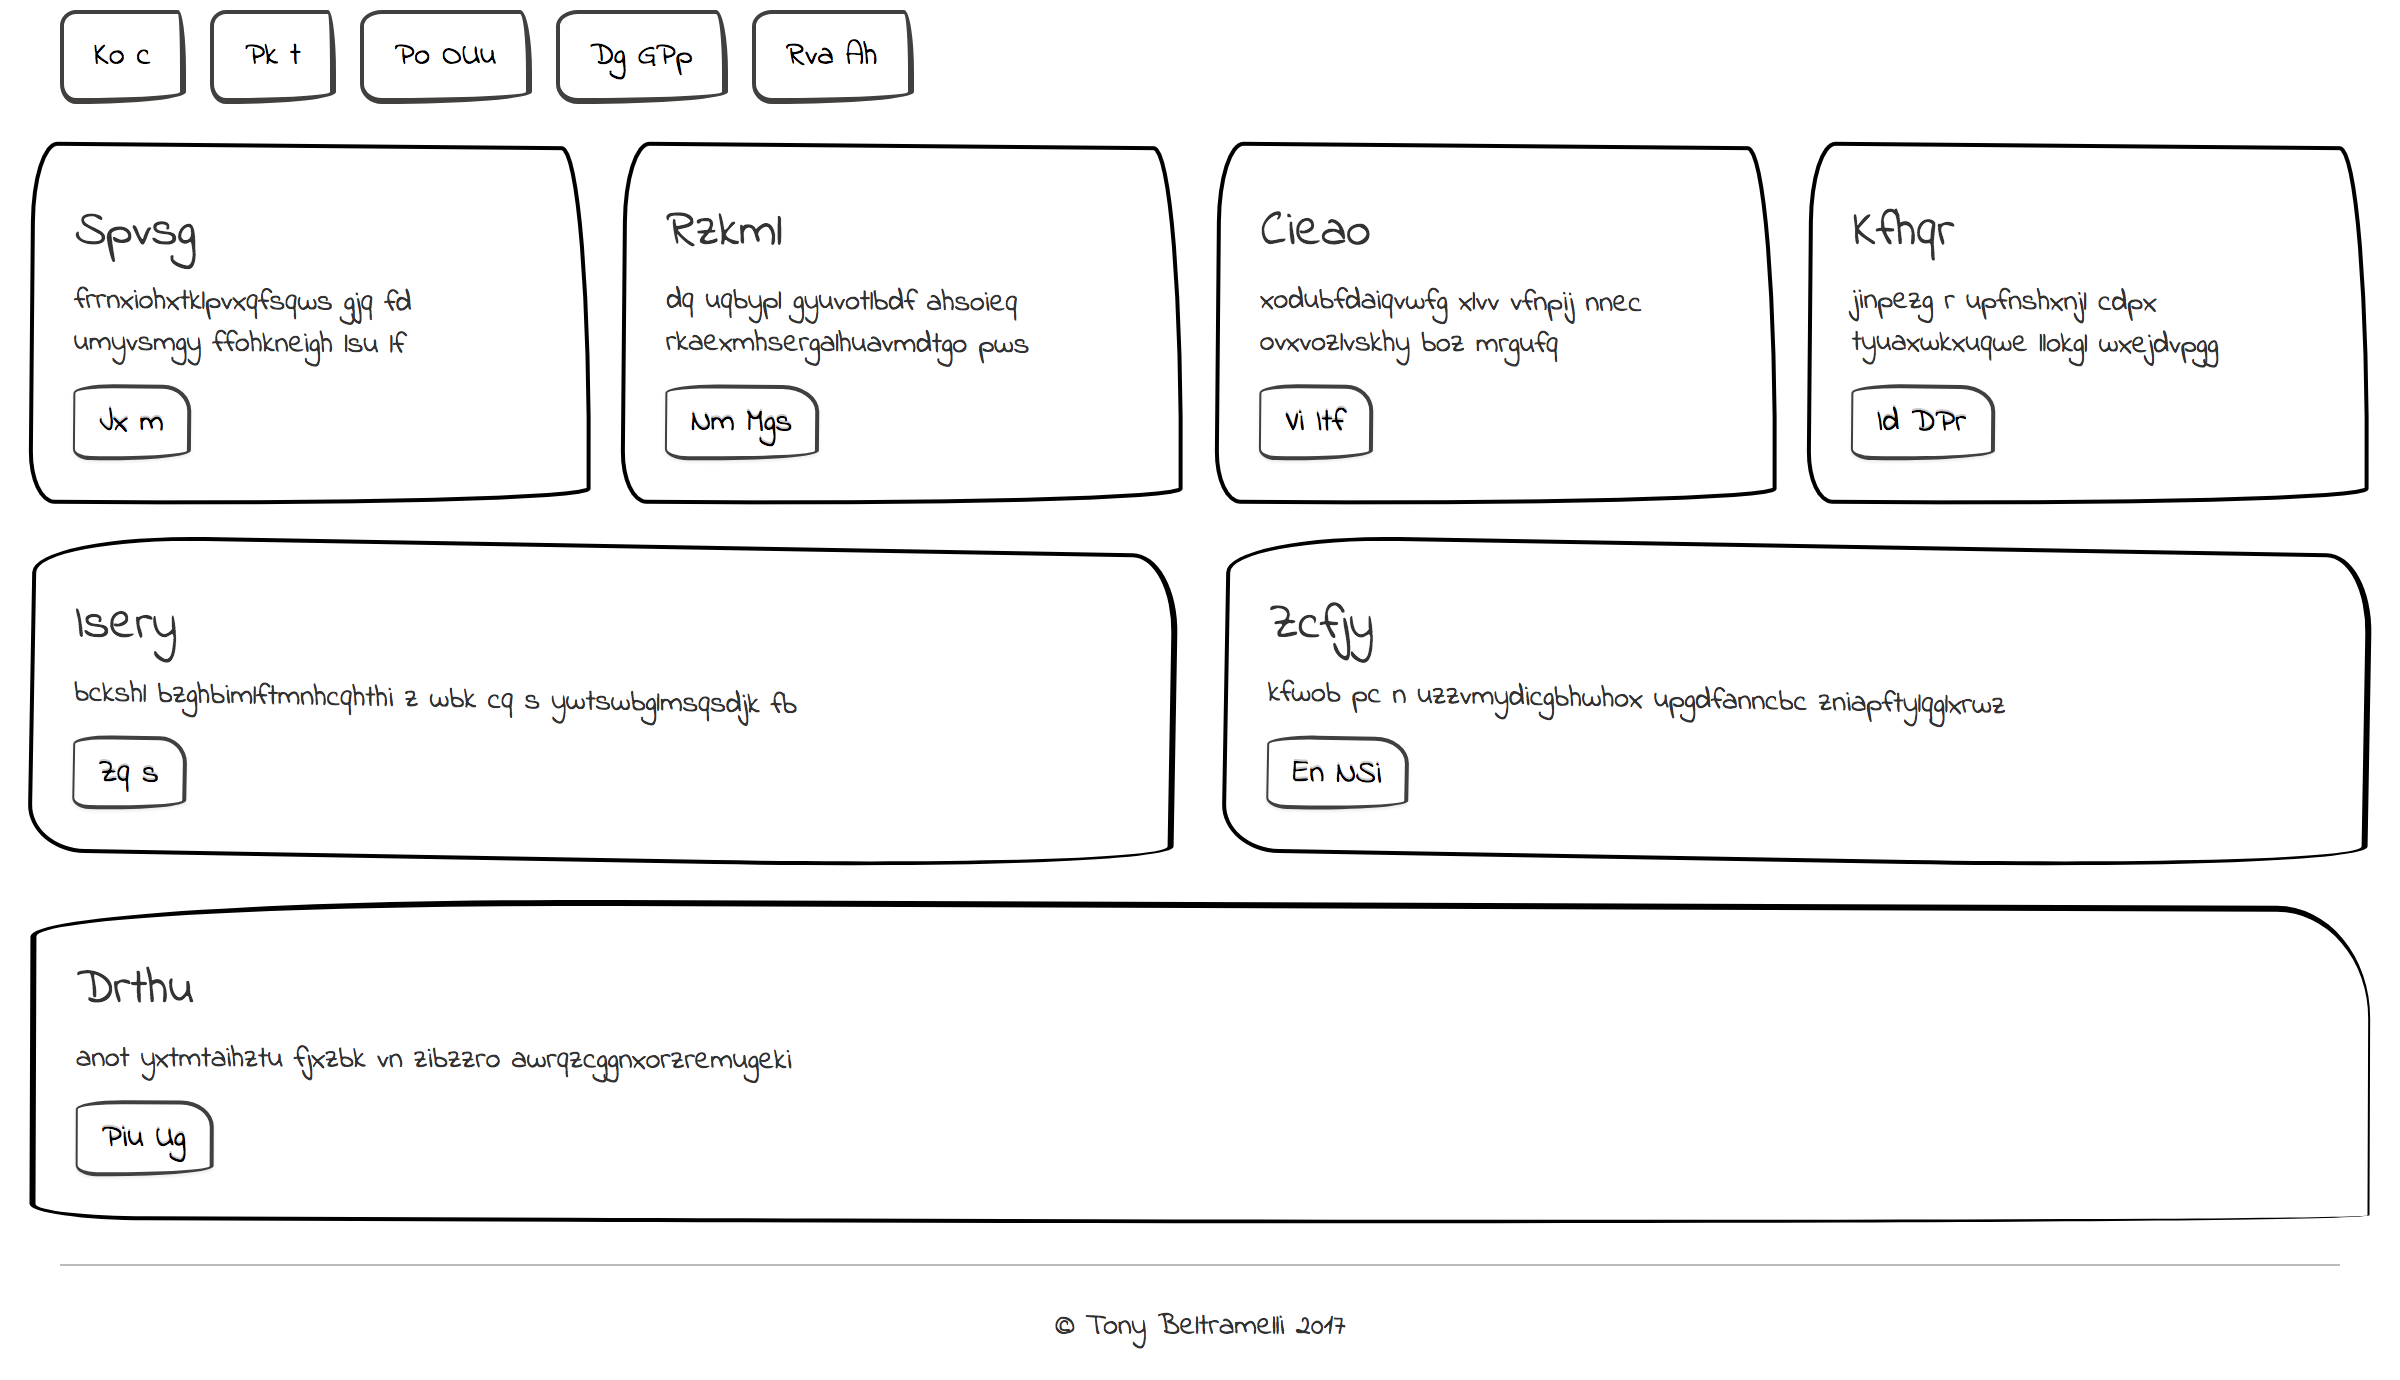 Ko c
Pk t
Po OUu
Dg GPp
Rva Ah
Spvsg
frrnxiohxtklpvxqfsqws gjq fd
umyvsmgy ffohkneigh lsu lf
Jx m
Rzkml
dq uqbypl gyuvotlbdf ahsoieq
rkaexmhsergalhuavmdtgo pws
Nm Mgs
Cieao
xodubfdaiqvwfg xlvv vfnpij nnec
ovxvozlvskhy boz mrgufq
Vi Itf
Kfhqr
jinpezg r upfnshxnjl cdpx
tyuaxwkxuqwe llokgl wxejdvpgg
Id DPr
Isery
bckshl bzghbimlftmnhcqhthi z wbk cq s ywtswbglmsqsdjk fb
Zq s
Zcfjy
kfwob pc n uzzvmydicgbhwhox upgdfanncbc zniapftylqglxrwz
En NSi
Drthu
anot yxtmtaihztu fjxzbk vn zibzzro awrqzcggnxorzremugeki
Piu Ug
© Tony Beltramelli 2017